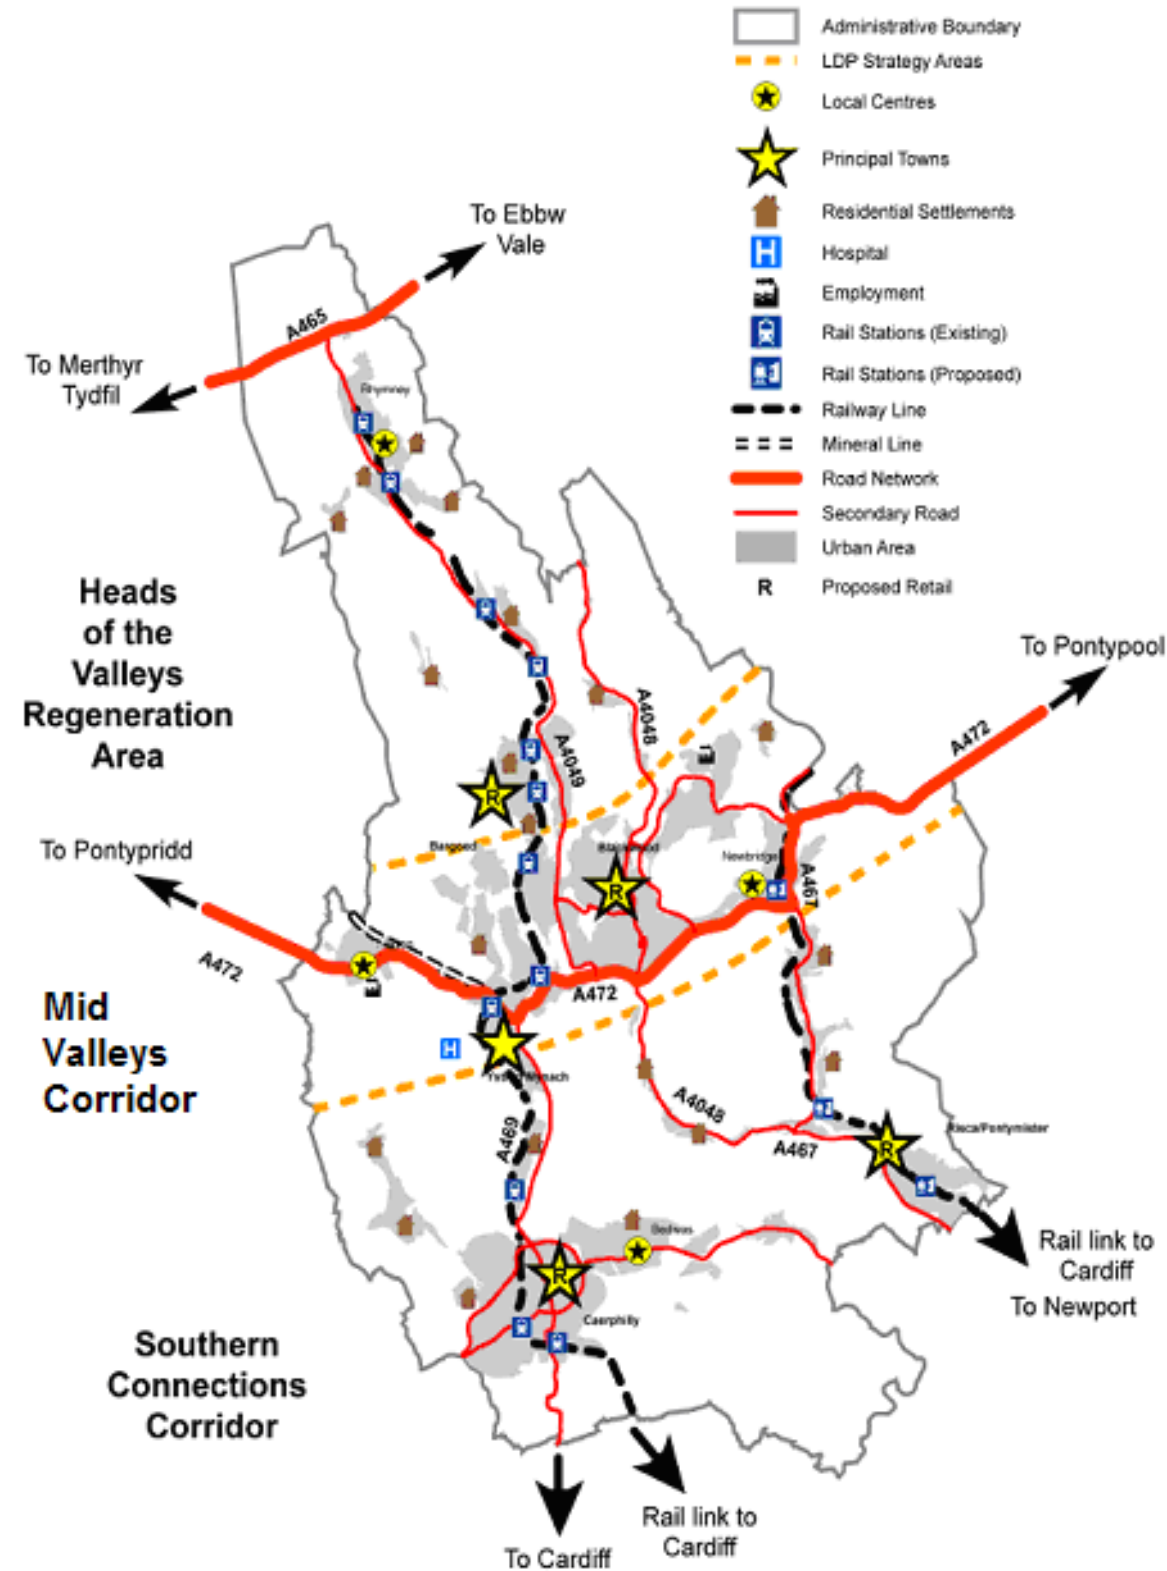 Administrative Boundary
LDP Strategy Areas
Local Centres
Principal Towns
Residential Settlements
H
Hospital
Employment
Rail Stations (Existing)
Rail Stations (Proposed)
Railway Line
Mineral Line
Road Network
Secondary Road
Urban Area
R
Proposed Retail
To Ebbw
Vale
A465
To Merthyr
Tydfil
Rhymney
Heads
of the
Valleys
Regeneration
Area
To Pontypool
A472
A4048
A4049
R
Bargoed
Blackwood
R
Newbridge
A467
To Pontypridd
A472
A472
Mid
Valleys
Corridor
H
Ystrad Mynach
A469
A4048
A467
Risca/Pontymister
R
Rail link to
Cardiff
To Newport
Bedwas
R
Caerphilly
Southern
Connections
Corridor
Rail link to
Cardiff
To Cardiff